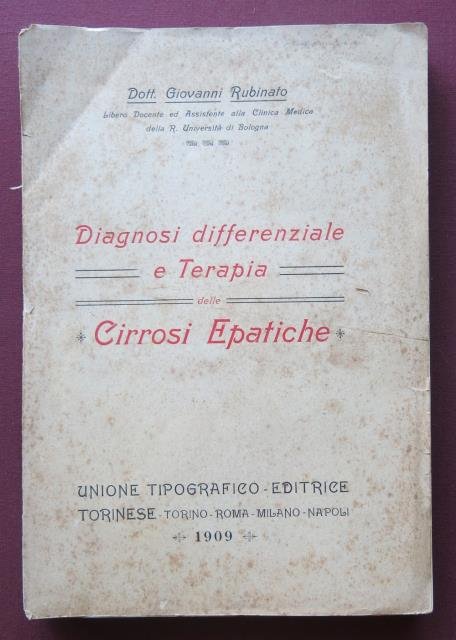 Dott. Giovanni Rubinato
Libero Docente ed Assistente alla Clinica Medica
della R. Università di Bologna
Diagnosi differenziale
e Terapia
delle
Cirrosi Epatiche
UNIONE TIPOGRAFICO - EDITRICE
TORINESE - TORINO - ROMA - MILANO - NAPOLI
1909